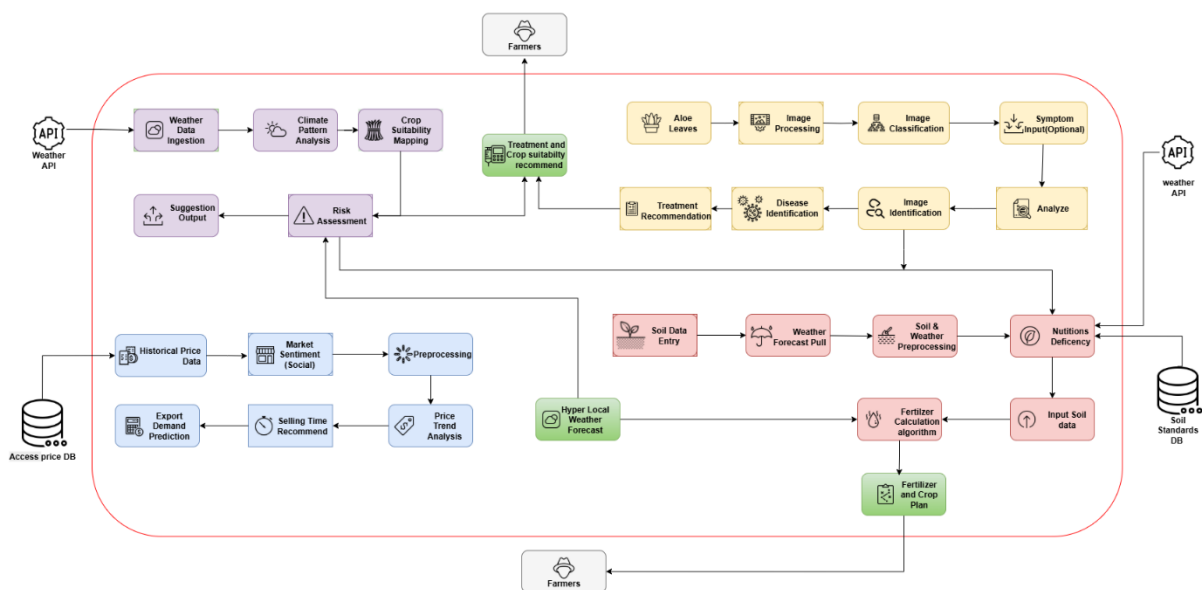 Farmers
API
Weather
API
Weather
Data
Ingestion
Climate
Pattern
Analysis
Crop
Suitability
Mapping
Treatment and
Crop suitabilty
recommend
Aloe
Leaves
Image
Processing
Image
Classification
Symptom
Input(Optional)
API
weather
API
Suggestion
Output
Risk
Assessment
Treatment
Recommendation
Disease
Identification
Image
Identification
Analyze
Historical Price
Data
Market
Sentiment
(Social)
Preprocessing
Soil Data
Entry
Weather
Forecast Pull
Soil &
Weather
Preprocessing
Nutitions
Deficency
Access price DB
Export
Demand
Prediction
Selling Time
Recommend
Price
Trend
Analysis
Hyper Local
Weather
Forecast
Fertilzer
Calculation
algorithm
Input Soil
data
Soil
Standards
DB
Fertilizer
and Crop
Plan
Farmers